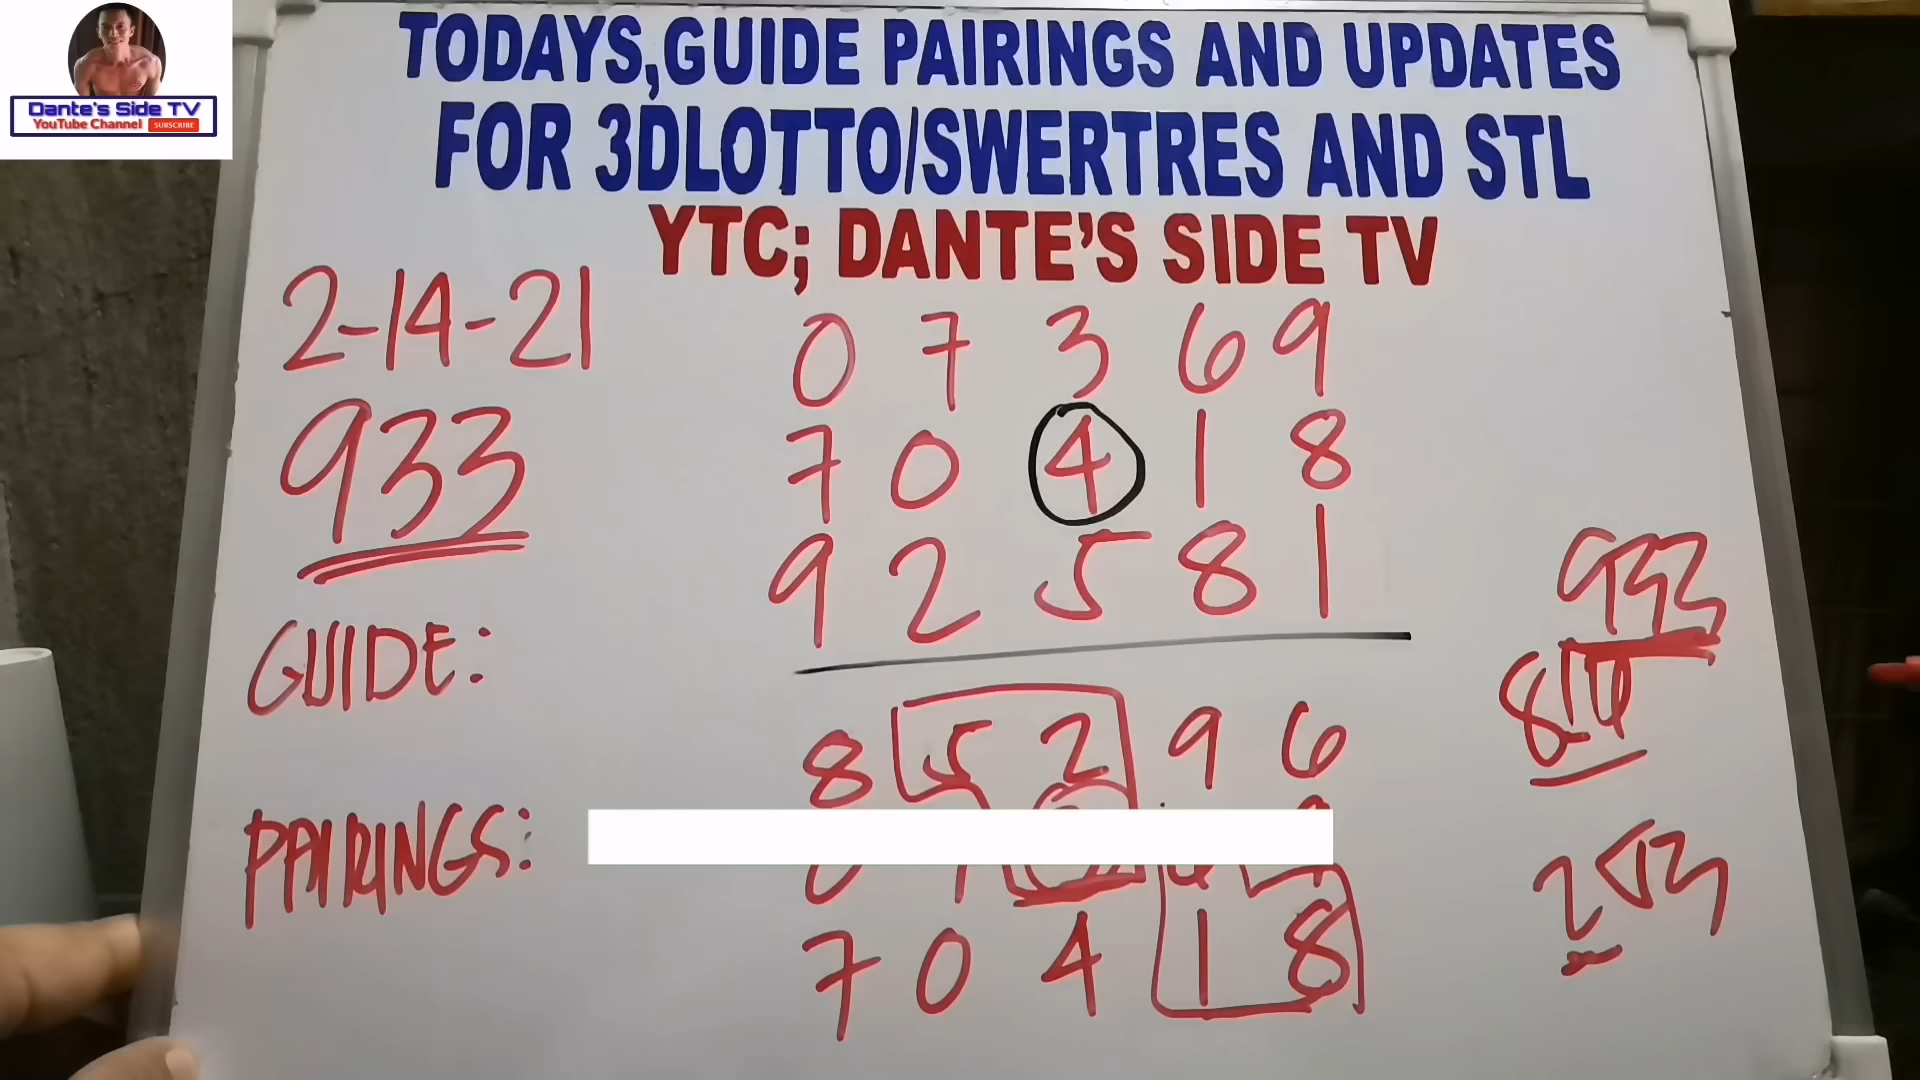 Dante's Side TV
YouTube Channel SUBSCRIBE
TODAYS,GUIDE PAIRINGS AND UPDATES
FOR 3DLOTTO/SWERTRES AND STL
YTC; DANTE'S SIDE TV
2-14-21
933
GUIDE:
PAIRINGS:
0 7 3 6 9
7 0 4 1 8
9 2 5 8 1
8 5 2 9 6
7 0 4 1 8
993
253